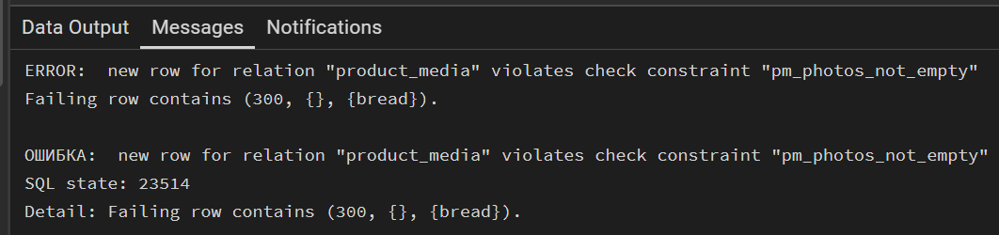 Data Output Messages Notifications
ERROR:  new row for relation "product_media" violates check constraint "pm_photos_not_empty"
Failing row contains (300, {}, {bread}).
ОШИБКА:  new row for relation "product_media" violates check constraint "pm_photos_not_empty"
SQL state: 23514
Detail: Failing row contains (300, {}, {bread}).